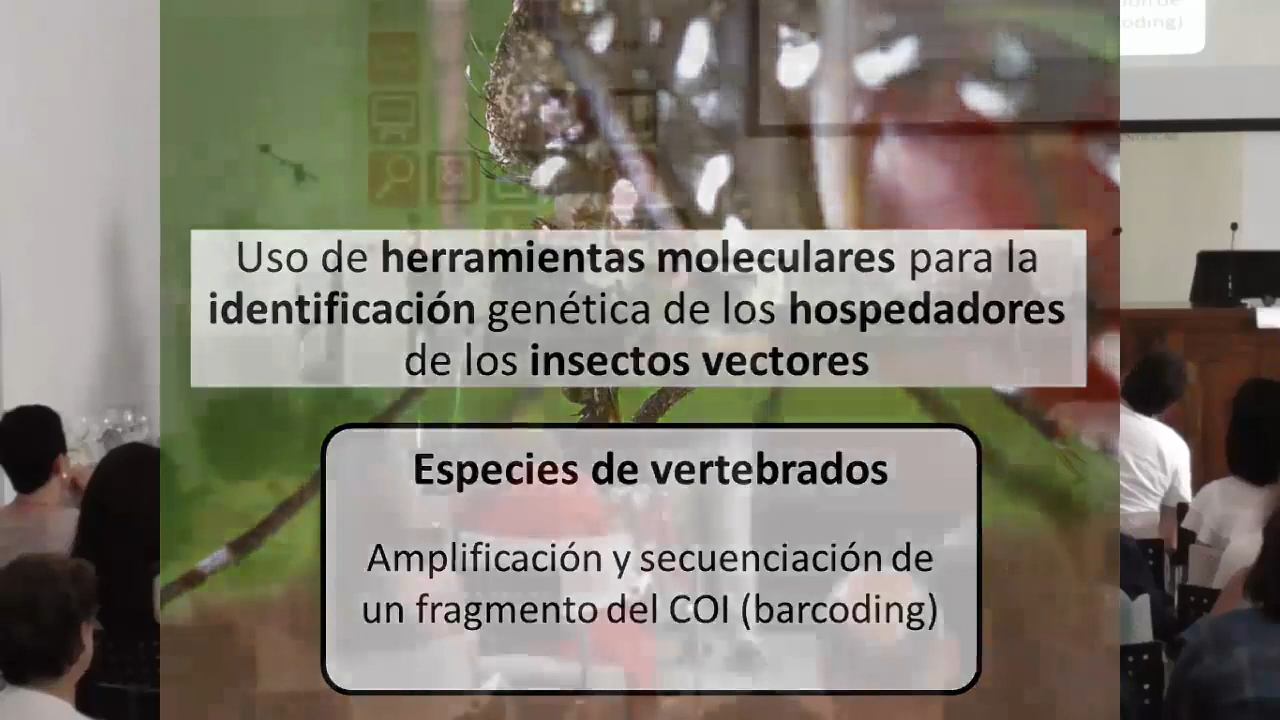 Uso de herramientas moleculares para la
identificación genética de los hospedadores
de los insectos vectores
Especies de vertebrados
Amplificación y secuenciación de
un fragmento del COI (barcoding)